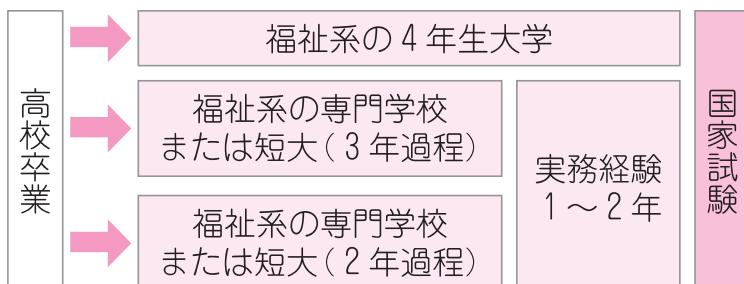 高校卒業
福祉系の4年生大学
福祉系の専門学校
または短大(3年過程)
福祉系の専門学校
または短大(2年過程)
実務経験
1～2年
国家試験